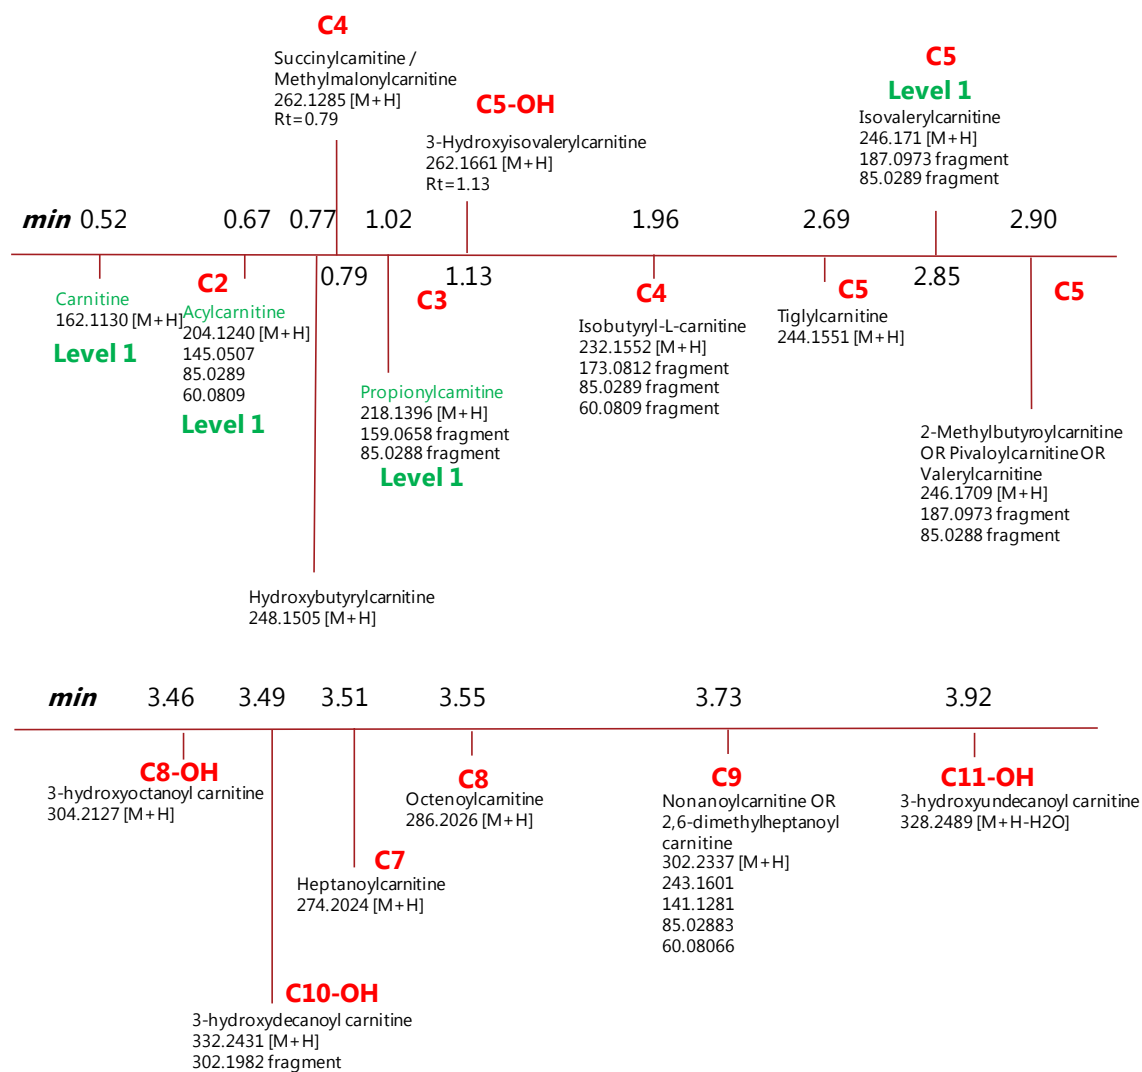 C4
Succinylcarnitine /
Methylmalonylcarnitine
262.1285 [M+H]
Rt=0.79
C5-OH
3-Hydroxyisovalerylcarnitine
262.1661 [M+H]
Rt=1.13
C5
Level 1
Isovalerylcarnitine
246.171 [M+H]
187.0973 fragment
85.0289 fragment
min 0.52 0.67 0.77 1.02 1.96 2.69 2.90
0.79 1.13 2.85
Carnitine
162.1130 [M+H]
Level 1
C2
Acylcarnitine
204.1240 [M+H]
145.0507
85.0289
60.0809
Level 1
C3
Propionylcarnitine
218.1396 [M+H]
159.0658 fragment
85.0288 fragment
Level 1
C4
Isobutyryl-L-carnitine
232.1552 [M+H]
173.0812 fragment
85.0289 fragment
60.0809 fragment
C5
Tiglylcarnitine
244.1551 [M+H]
C5
2-Methylbutyroylcarnitine
OR Pivaloylcarnitine OR
Valerylcarnitine
246.1709 [M+H]
187.0973 fragment
85.0288 fragment
Hydroxybutyrylcarnitine
248.1505 [M+H]
min 3.46 3.49 3.51 3.55 3.73 3.92
C8-OH
3-hydroxyoctanoyl carnitine
304.2127 [M+H]
C7
Heptanoylcarnitine
274.2024 [M+H]
C8
Octenoylcarnitine
286.2026 [M+H]
C9
Nonanoylcarnitine OR
2,6-dimethylheptanoyl
carnitine
302.2337 [M+H]
243.1601
141.1281
85.02883
60.08066
C11-OH
3-hydroxyundecanoyl carnitine
328.2489 [M+H-H2O]
C10-OH
3-hydroxydecanoyl carnitine
332.2431 [M+H]
302.1982 fragment